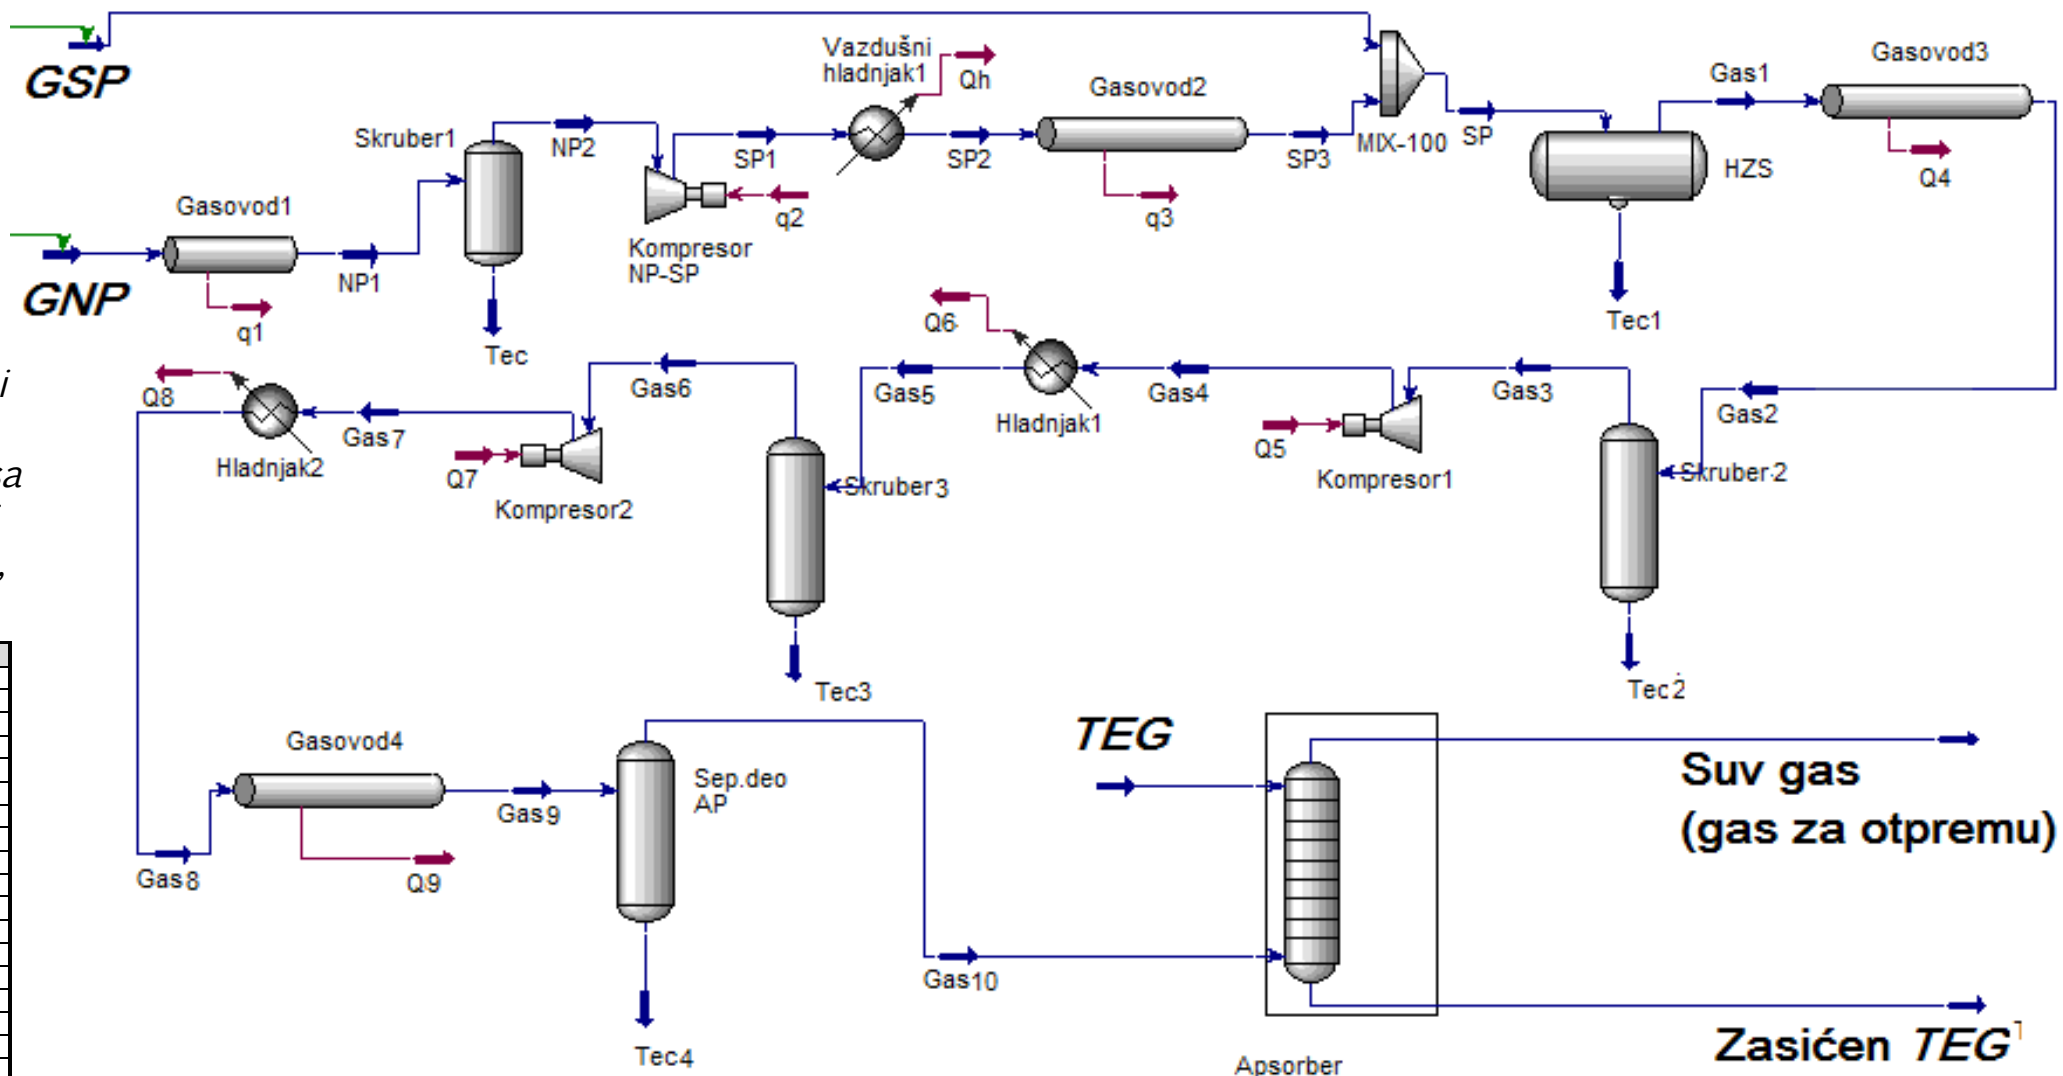 GSP
Vazdušni
hladnjak1
Qh
Gasovod2
Gas1
Gasovod3
Skruber1
NP2
SP1
SP2
SP3
MIX-100
SP
HZS
Q4
Gasovod1
q2
q3
Kompresor
NP-SP
NP1
GNP
q1
Tec
Q6
Tec1
i
Q8
Gas7
Gas6
Gas5
Gas4
Gas3
Gas2
Hladnjak1
Hladnjak2
sa
Q7
Kompresor2
Skruber3
Q5
Kompresor1
Skruber2
,
Tec3
Tec2
Gasovod4
TEG
Sep.deo
AP
Suv gas
(gas za otpremu)
Gas9
Gas8
Q9
Gas10
Tec4
Apsorber
Zasićen TEG